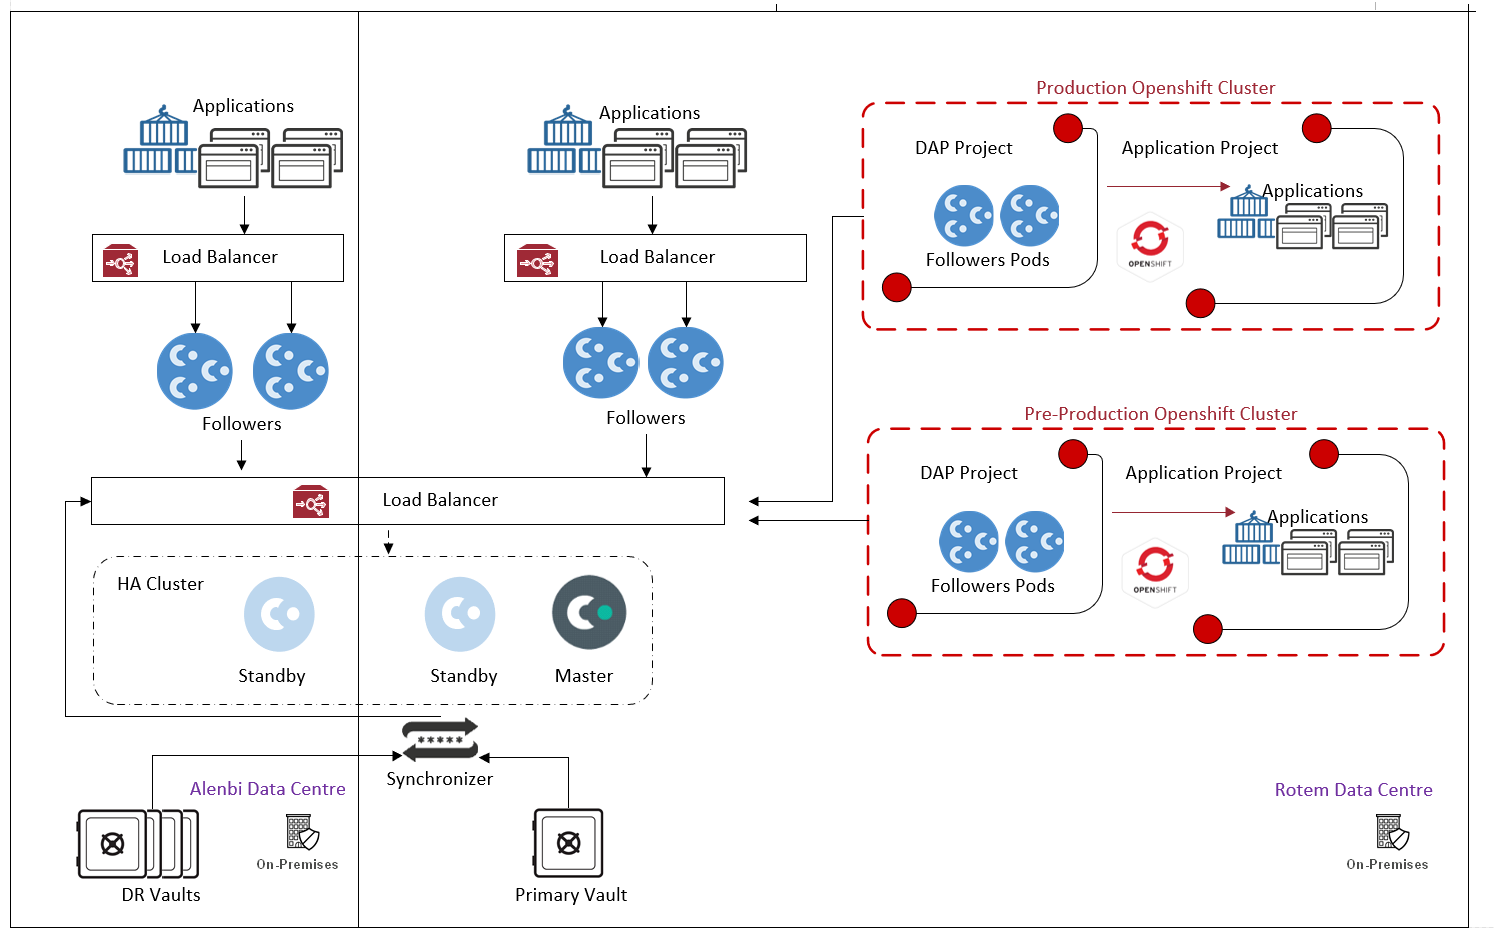 Production Openshift Cluster
Applications
Applications
DAP Project
Application Project
Applications
Followers Pods
OPENSHIFT
Load Balancer
Load Balancer
Followers
Followers
Pre-Production Openshift Cluster
DAP Project
Application Project
Applications
Followers Pods
OPENSHIFT
Load Balancer
HA Cluster
Standby
Standby
Master
*****
Synchronizer
Alenbi Data Centre
On-Premises
DR Vaults
Primary Vault
Rotem Data Centre
On-Premises